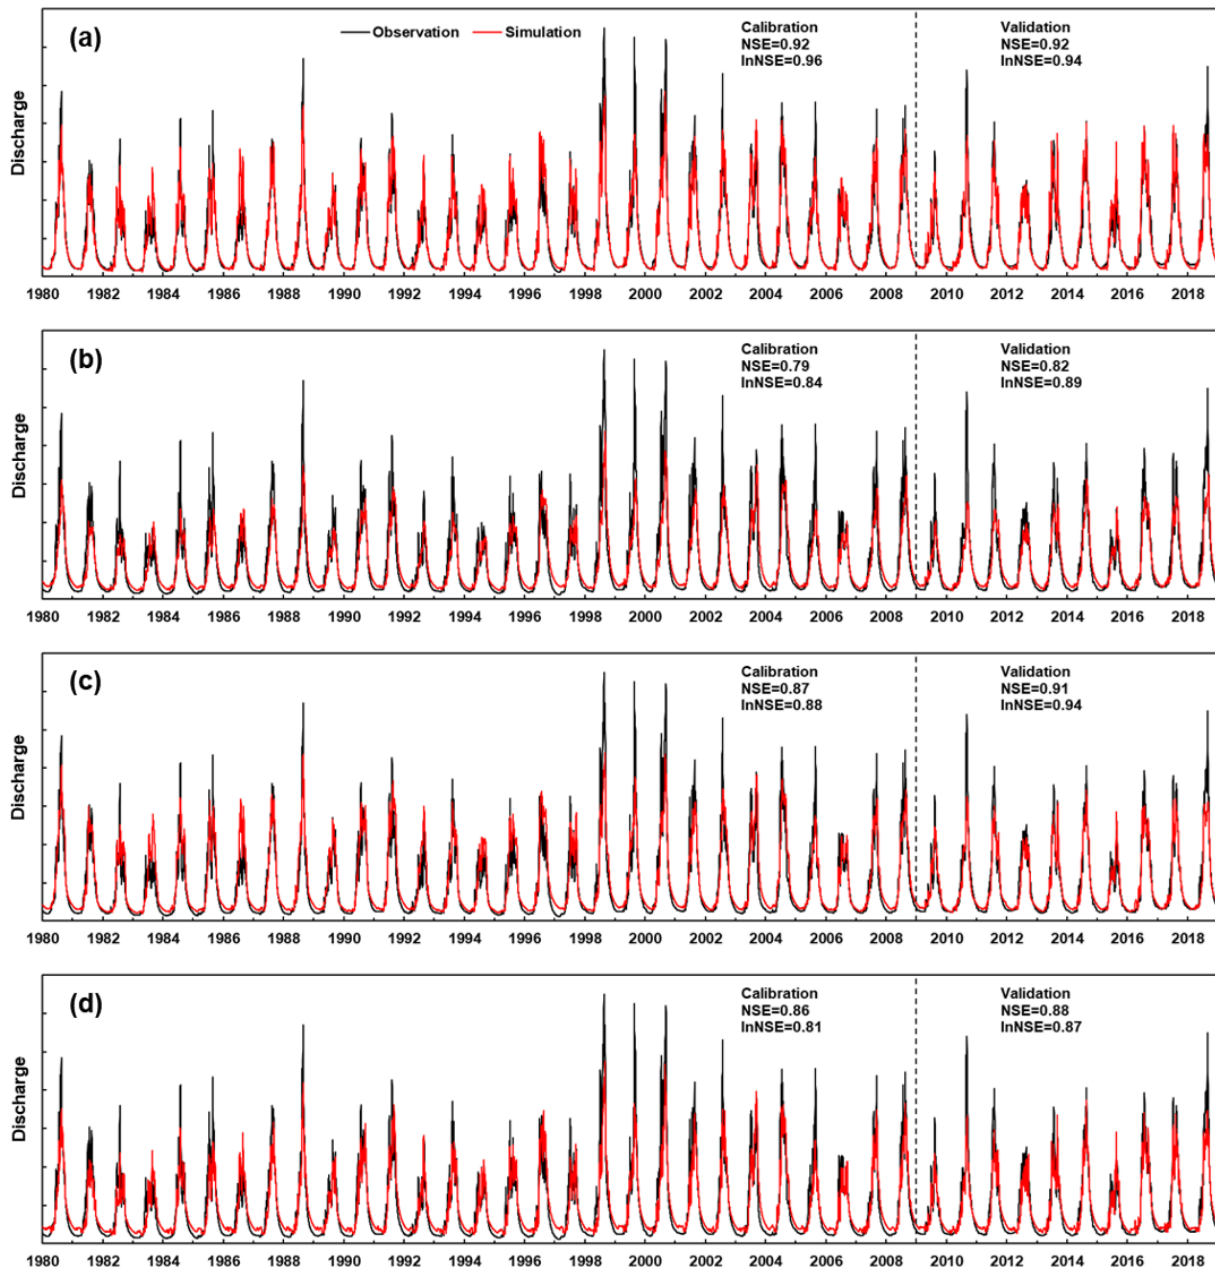 (a)
Observation Simulation
Calibration
NSE=0.92
lnNSE=0.96
Validation
NSE=0.92
lnNSE=0.94
Discharge
1980 1982 1984 1986 1988 1990 1992 1994 1996 1998 2000 2002 2004 2006 2008 2010 2012 2014 2016 2018
(b)
Calibration
NSE=0.79
lnNSE=0.84
Validation
NSE=0.82
lnNSE=0.89
Discharge
1980 1982 1984 1986 1988 1990 1992 1994 1996 1998 2000 2002 2004 2006 2008 2010 2012 2014 2016 2018
(c)
Calibration
NSE=0.87
lnNSE=0.88
Validation
NSE=0.91
lnNSE=0.94
Discharge
1980 1982 1984 1986 1988 1990 1992 1994 1996 1998 2000 2002 2004 2006 2008 2010 2012 2014 2016 2018
(d)
Calibration
NSE=0.86
lnNSE=0.81
Validation
NSE=0.88
lnNSE=0.87
Discharge
1980 1982 1984 1986 1988 1990 1992 1994 1996 1998 2000 2002 2004 2006 2008 2010 2012 2014 2016 2018